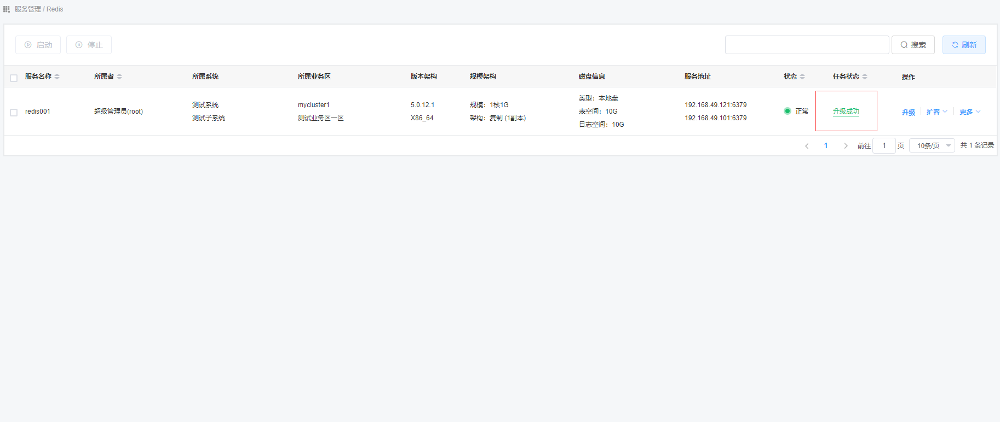 服务管理 / Redis
启动 停止 搜索 刷新
服务名称 所属者 所属系统 所属业务区 版本架构 规模架构 磁盘信息 服务地址 状态 任务状态 操作
redis001 超级管理员(root) 测试系统 mycluster1 5.0.12.1 规模：1核1G 类型：本地盘 192.168.49.121:6379 正常 升级成功 升级 扩容 更多
测试子系统 测试业务区一区 X86_64 架构：复制 (1副本) 表空间：10G 192.168.49.101:6379
日志空间：10G
1 前往 1 页 10条/页 共 1 条记录